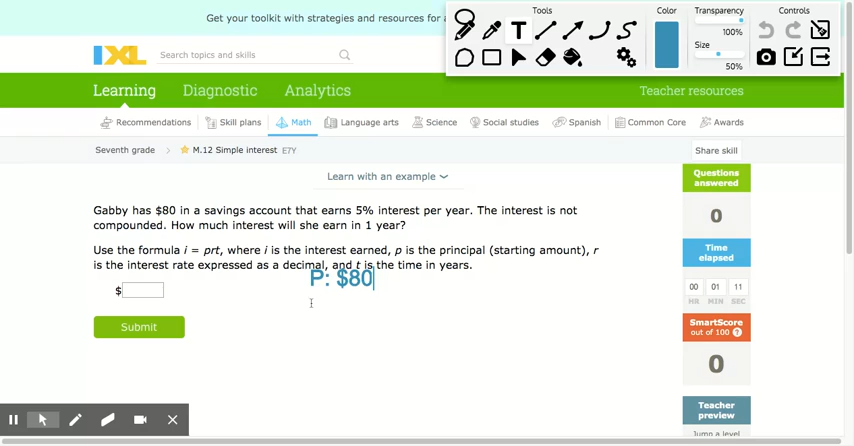 Get your toolkit with strategies and resources for a
Tools
Color
Transparency
100%
Size
50%
Controls
T
IXL
Search topics and skills
Learning
Diagnostic
Analytics
Teacher resources
Recommendations
Skill plans
Math
Language arts
Science
Social studies
Spanish
Common Core
Awards
Seventh grade > M.12 Simple interest E7Y
Share skill
Learn with an example
Questions
answered
0
Gabby has $80 in a savings account that earns 5% interest per year. The interest is not
compounded. How much interest will she earn in 1 year?
Use the formula i = prt, where i is the interest earned, p is the principal (starting amount), r
is the interest rate expressed as a decimal, and t is the time in years.
P: $80
$
Submit
Time
elapsed
00 01 11
HR MIN SEC
SmartScore
out of 100 ?
0
Teacher
preview
Jump a level